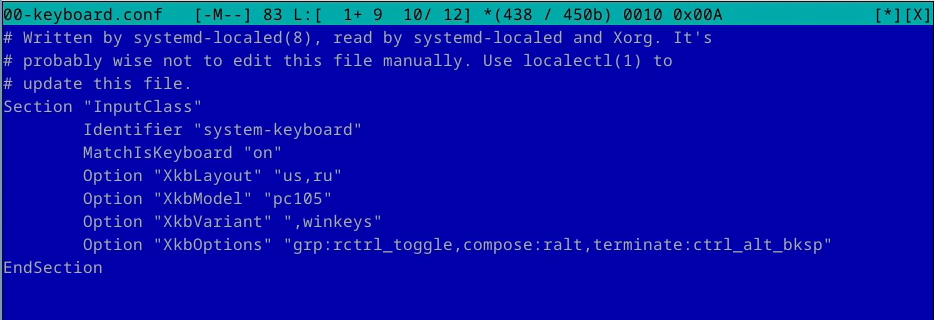 00-keyboard.conf   [-M--] 83 L:[  1+ 9  10/ 12] *(438 / 450b) 0010 0x00A               [*][X]
# Written by systemd-localed(8), read by systemd-localed and Xorg. It's
# probably wise not to edit this file manually. Use localectl(1) to
# update this file.
Section "InputClass"
        Identifier "system-keyboard"
        MatchIsKeyboard "on"
        Option "XkbLayout" "us,ru"
        Option "XkbModel" "pc105"
        Option "XkbVariant" ",winkeys"
        Option "XkbOptions" "grp:rctrl_toggle,compose:ralt,terminate:ctrl_alt_bksp"
EndSection